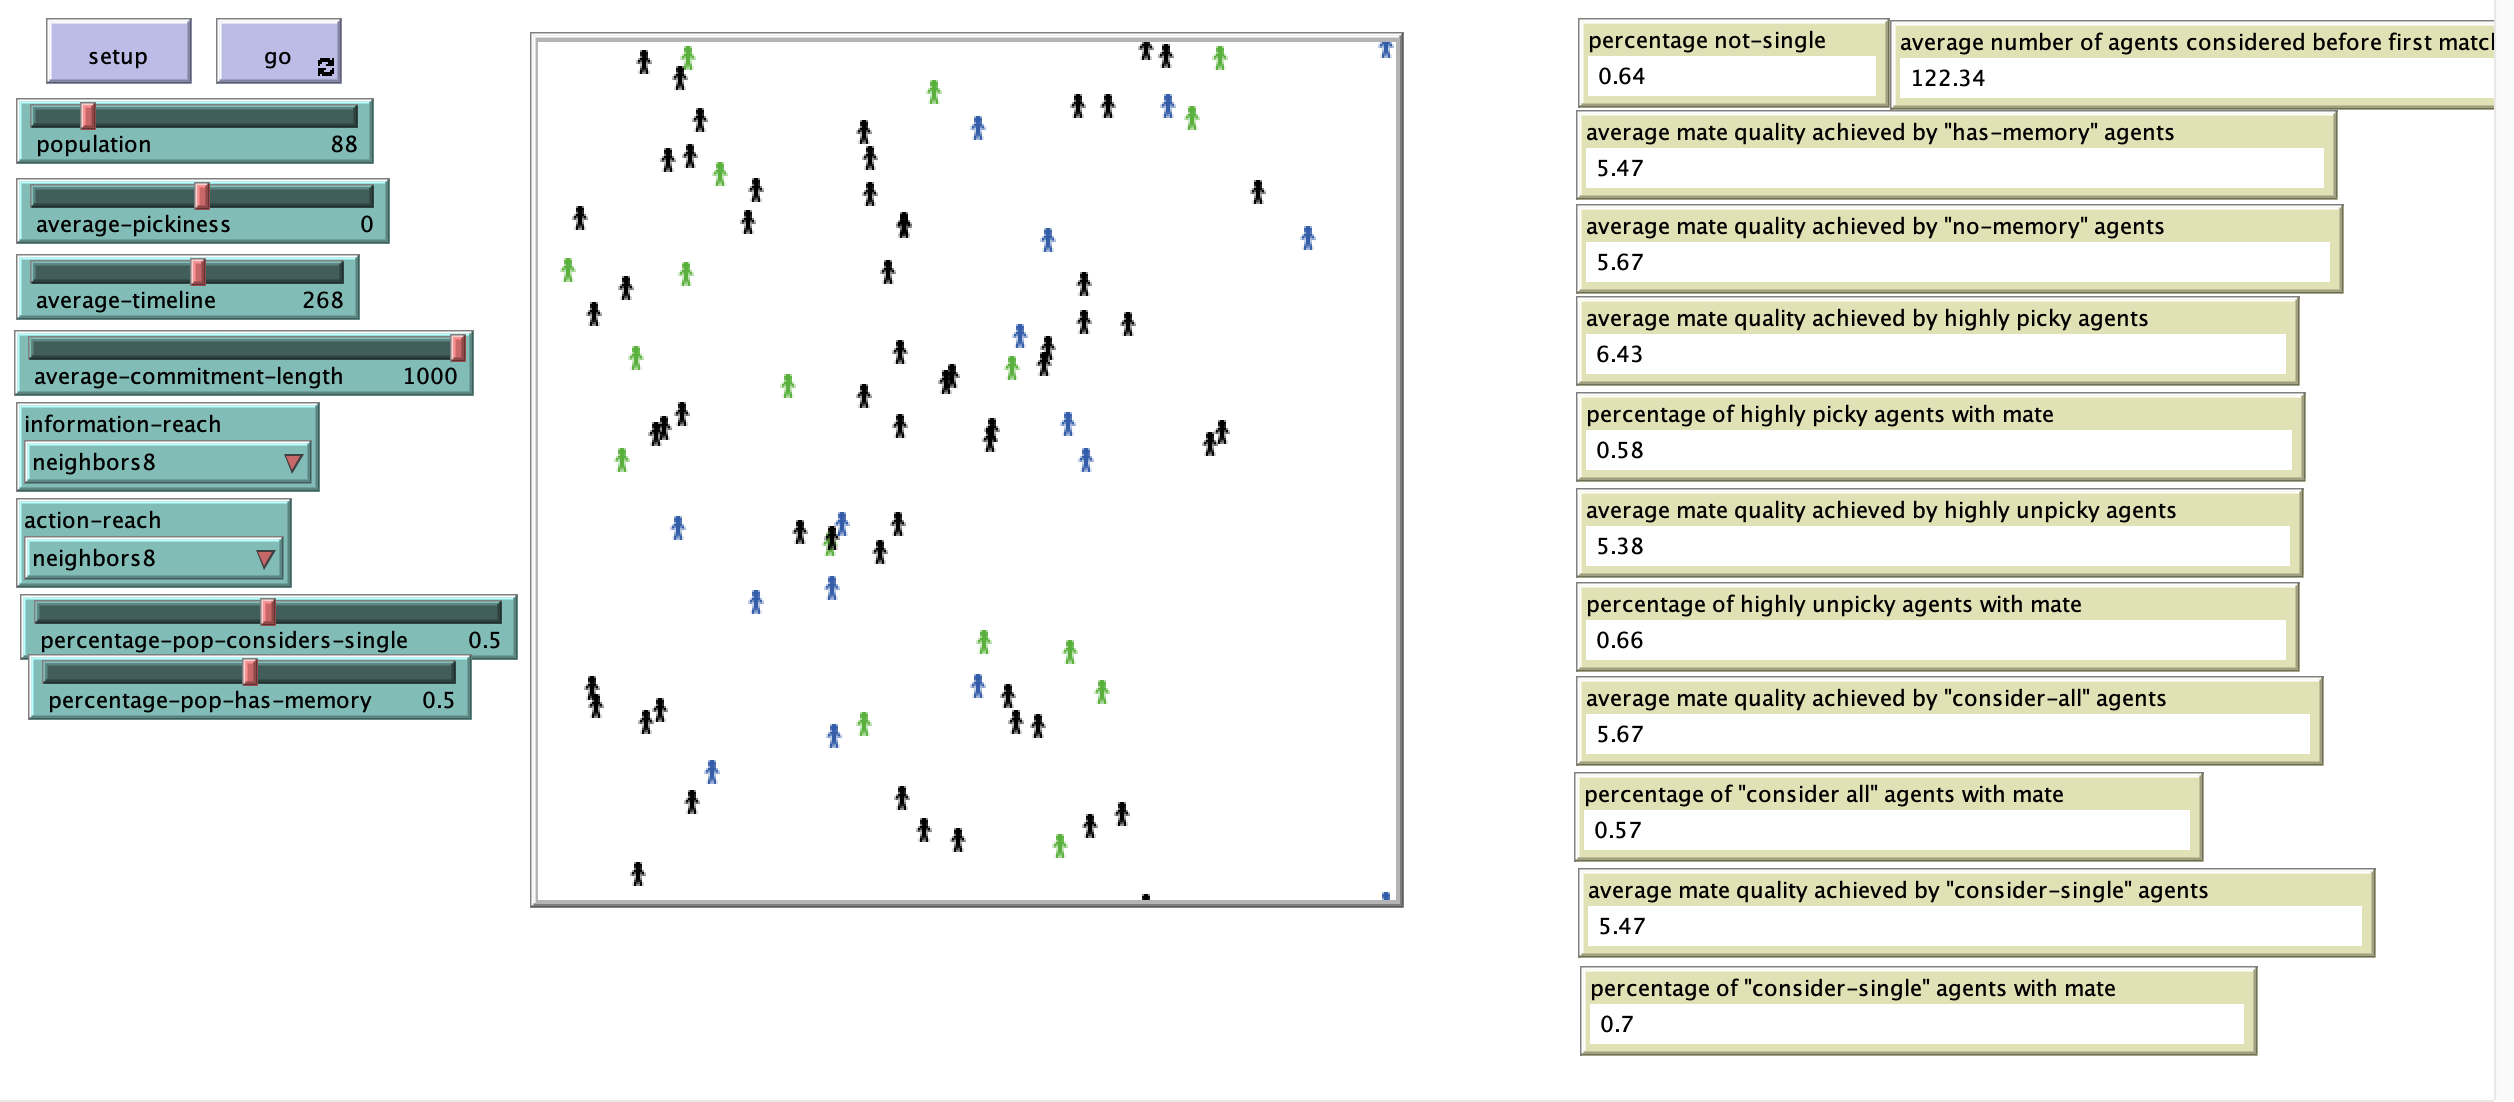 setup
go
population 88
average-pickiness 0
average-timeline 268
average-commitment-length 1000
information-reach
neighbors8
action-reach
neighbors8
percentage-pop-considers-single 0.5
percentage-pop-has-memory 0.5
percentage not-single
0.64
average number of agents considered before first
122.34
average mate quality achieved by "has-memory" agents
5.47
average mate quality achieved by "no-memory" agents
5.67
average mate quality achieved by highly picky agents
6.43
percentage of highly picky agents with mate
0.58
average mate quality achieved by highly unpicky agents
5.38
percentage of highly unpicky agents with mate
0.66
average mate quality achieved by "consider-all" agents
5.67
percentage of "consider all" agents with mate
0.57
average mate quality achieved by "consider-single" agents
5.47
percentage of "consider-single" agents with mate
0.7